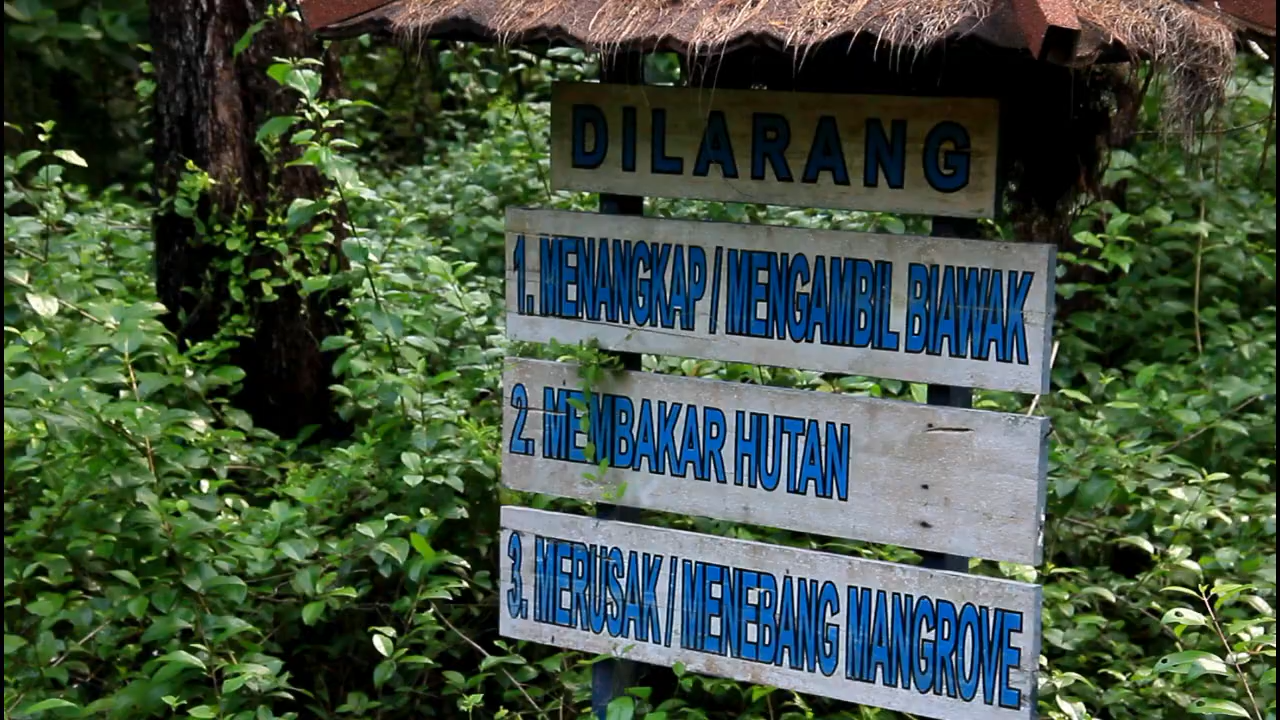 DILARANG
1. MENANGKAP / MENGAMBIL BIAWAK
2. MEMBAKAR HUTAN
3. MERUSAK / MENEBANG MANGROVE